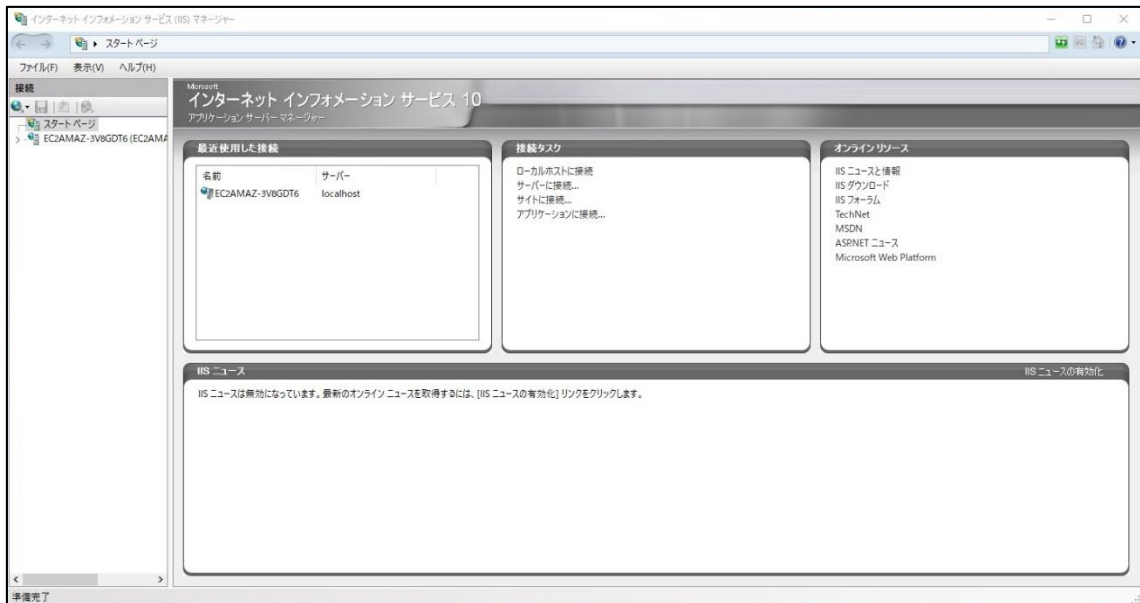 インターネット インフォメーション サービス (IIS) マネージャー
スタート ページ
ファイル(F) 表示(V) ヘルプ(H)
接続
スタート ページ
EC2AMAZ-3V8GDT6 (EC2AMA
Microsoft
インターネット インフォメーション サービス 10
アプリケーション サーバー マネージャー
最近使用した接続
名前 サーバー
EC2AMAZ-3V8GDT6 localhost
接続タスク
ローカルホストに接続
サーバーに接続...
サイトに接続...
アプリケーションに接続...
オンライン リソース
IIS ニュースと情報
IIS ダウンロード
IIS フォーラム
TechNet
MSDN
ASP.NET ニュース
Microsoft Web Platform
IIS ニュース IIS ニュースの有効化
IIS ニュースは無効になっています。最新のオンライン ニュースを取得するには、[IIS ニュースの有効化] リンクをクリックします。
準備完了